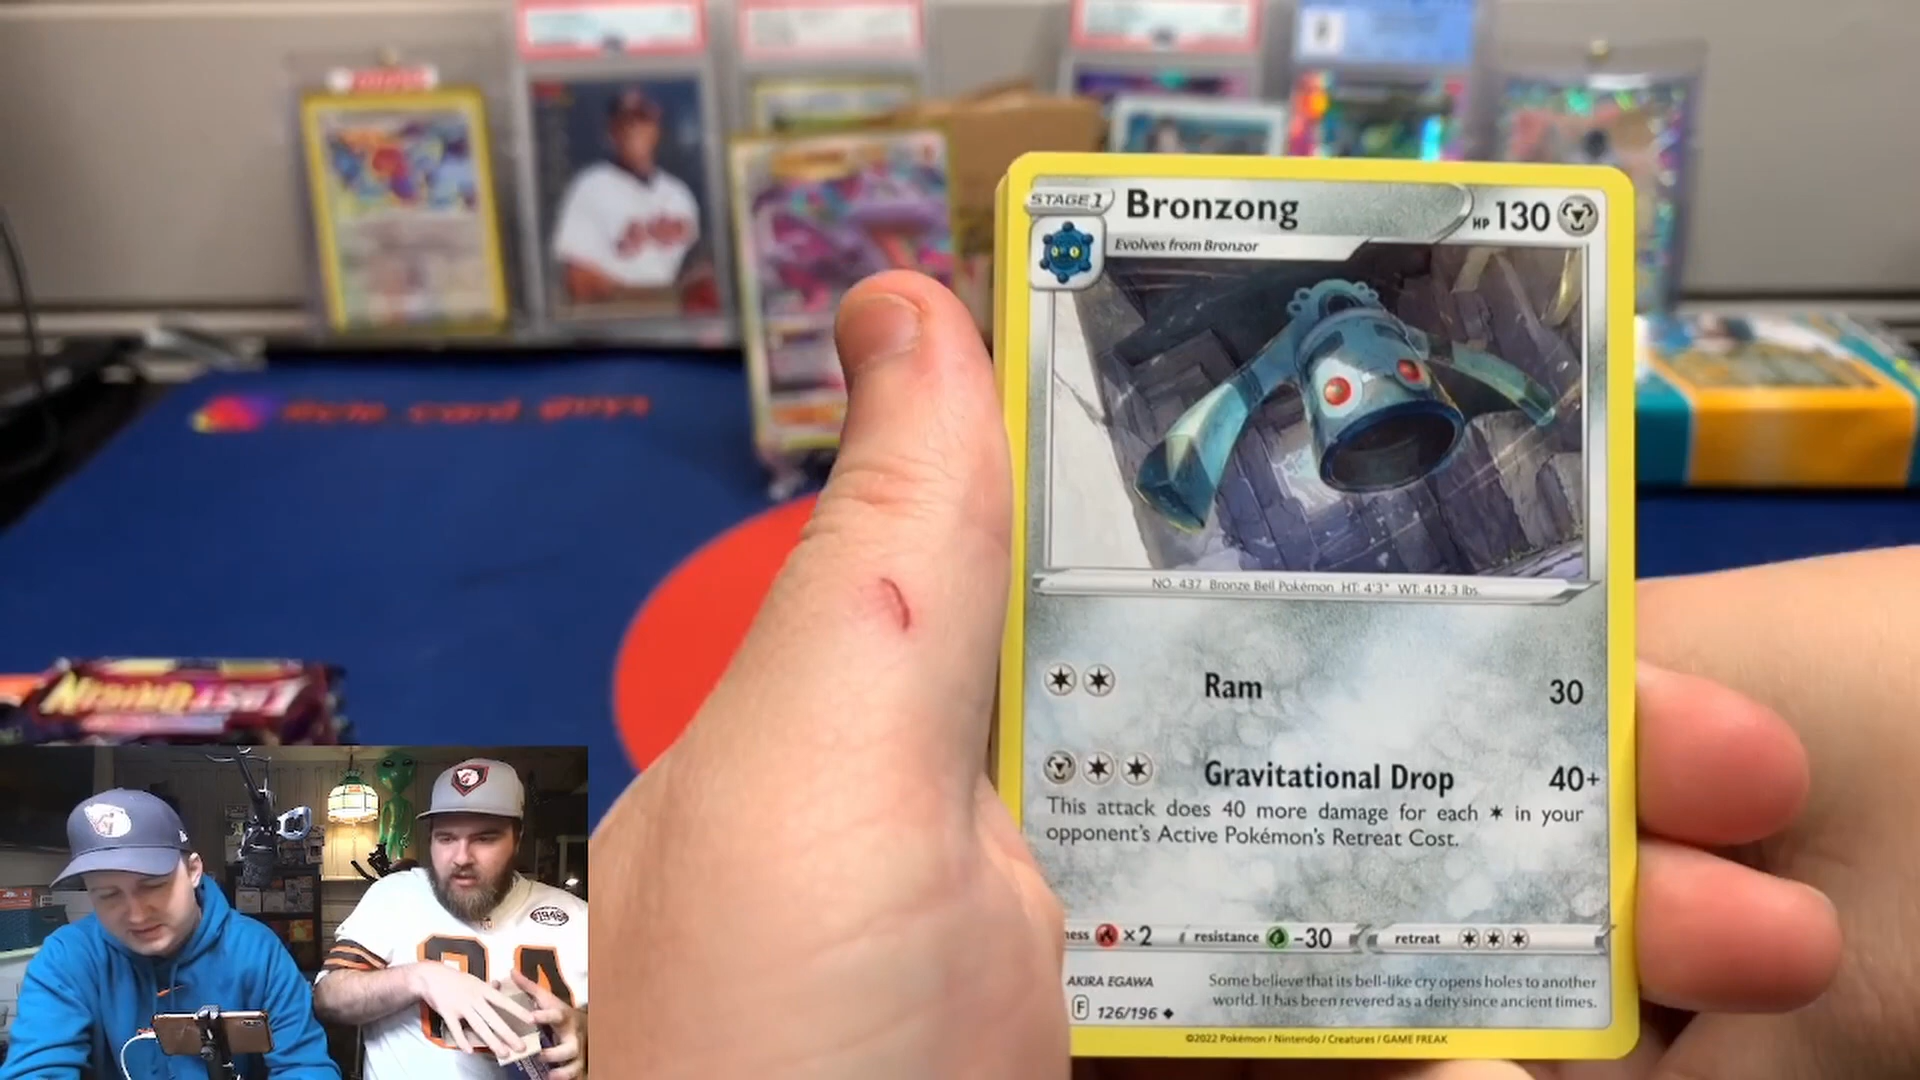 STAGE 1
Bronzong
HP 130
Evolves from Bronzor
NO. 437 Bronze Bell Pokémon HT: 4'3" WT: 412.3 lbs.
Ram 30
Gravitational Drop 40+
This attack does 40 more damage for each ✶ in your
opponent's Active Pokémon's Retreat Cost.
ness ×2 resistance -30 retreat
AKIRA EGAWA
Some believe that its bell-like cry opens holes to another
world. It has been revered as a deity since ancient times.
F 126/196 ◆
©2022 Pokémon / Nintendo / Creatures / GAME FREAK
LOST ORIGIN
1946